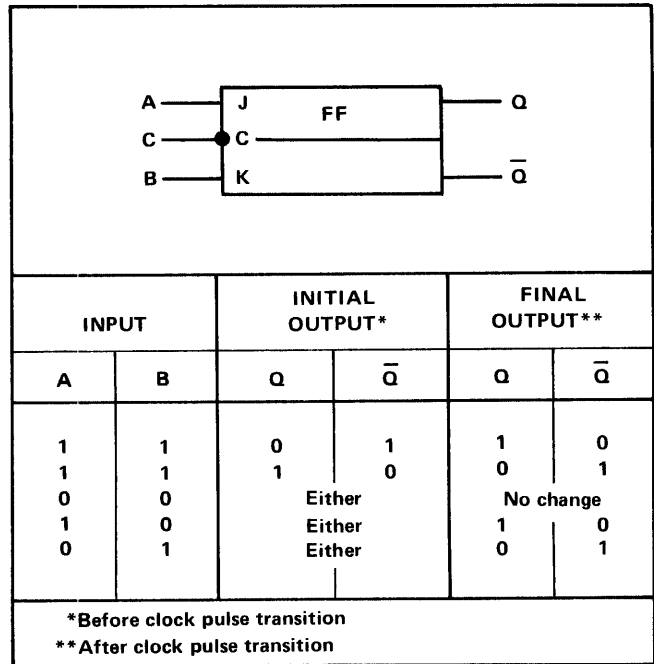 A J FF Q
C C
B K Q̅
INPUT INITIAL OUTPUT* FINAL OUTPUT**
A B Q Q̅ Q Q̅
1 1 0 1 1 0
1 1 1 0 0 1
0 0 Either No change
1 0 Either 1 0
0 1 Either 0 1
*Before clock pulse transition
**After clock pulse transition